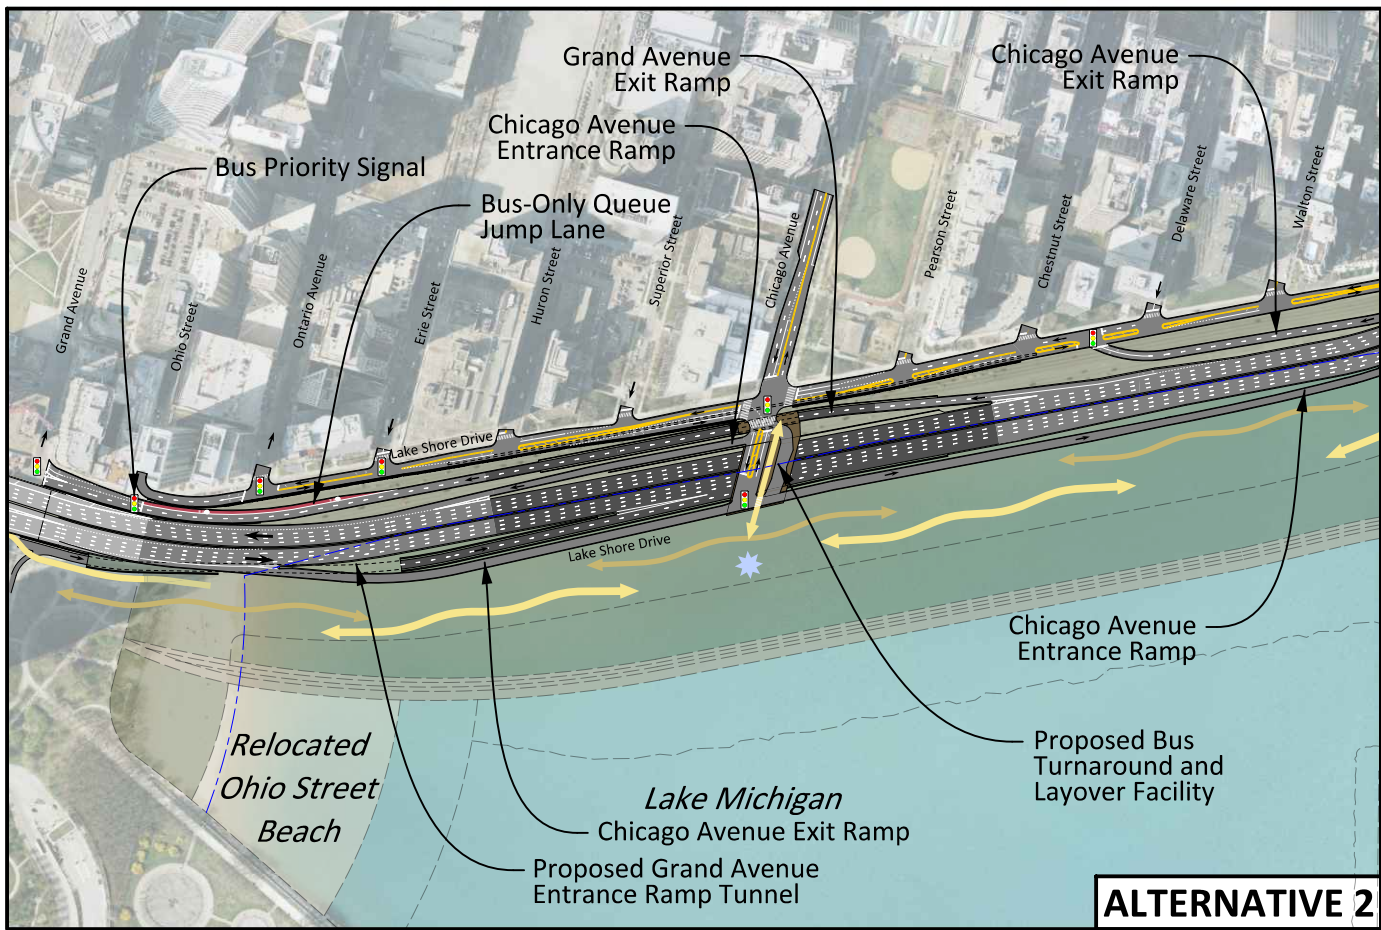 Grand Avenue
Exit Ramp
Chicago Avenue
Exit Ramp
Chicago Avenue
Entrance Ramp
Bus Priority Signal
Bus-Only Queue
Jump Lane
Grand Avenue
Ohio Street
Ontario Avenue
Erie Street
Huron Street
Superior Street
Chicago Avenue
Pearson Street
Chestnut Street
Delaware Street
Walton Street
Lake Shore Drive
Lake Shore Drive
Chicago Avenue
Entrance Ramp
Proposed Bus
Turnaround and
Layover Facility
Relocated
Ohio Street
Beach
Lake Michigan
Chicago Avenue Exit Ramp
Proposed Grand Avenue
Entrance Ramp Tunnel
ALTERNATIVE 2